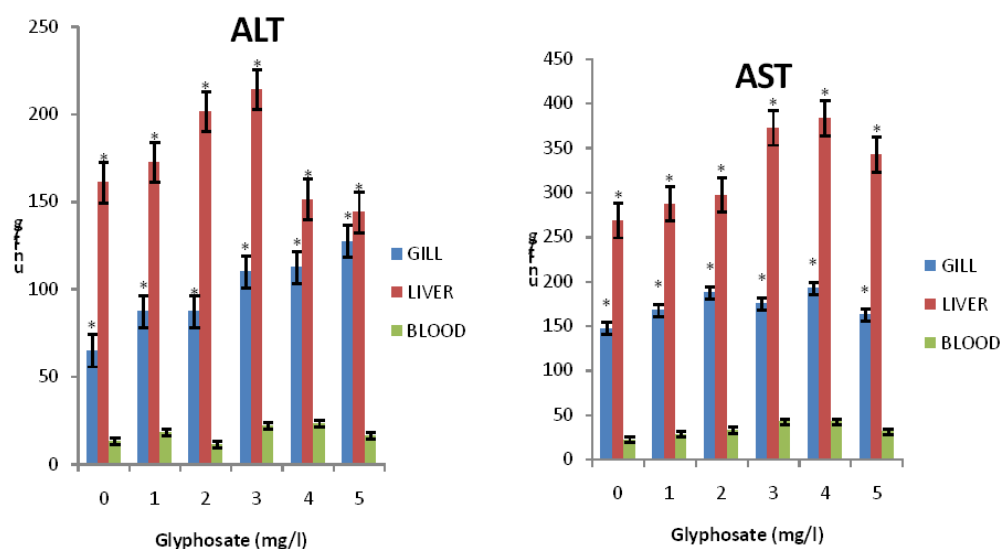 ALT
250
200
150
100
50
0
0 1 2 3 4 5
Glyphosate (mg/l)
GILL
LIVER
BLOOD
* * * * * *
* * * * * *
AST
450
400
350
300
250
200
150
100
50
0
0 1 2 3 4 5
Glyphosate (mg/l)
GILL
LIVER
BLOOD
* * * * * *
* * * * * *